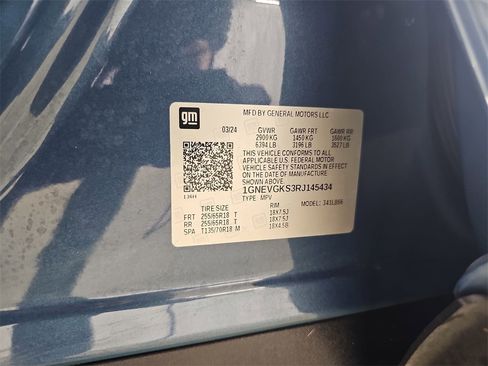 gm
MFD BY GENERAL MOTORS LLC
03/24 GVWR GAWR FRT GAWR RR
2900 KG 1450 KG 1600 KG
6394 LB 3196 LB 3527 LB
THIS VEHICLE CONFORMS TO ALL
APPLICABLE U.S. FEDERAL MOTOR
VEHICLE SAFETY STANDARDS IN EFFECT
ON THE DATE OF MANUFACTURE
SHOWN ABOVE.
1GNEVGKS3RJ145434
TYPE: MPV MODEL:
TIRE SIZE RIM
FRT 255/65R18 T 18X7.5J
RR 255/65R18 T 18X7.5J
SPA T135/70R18 M 18X4.5B